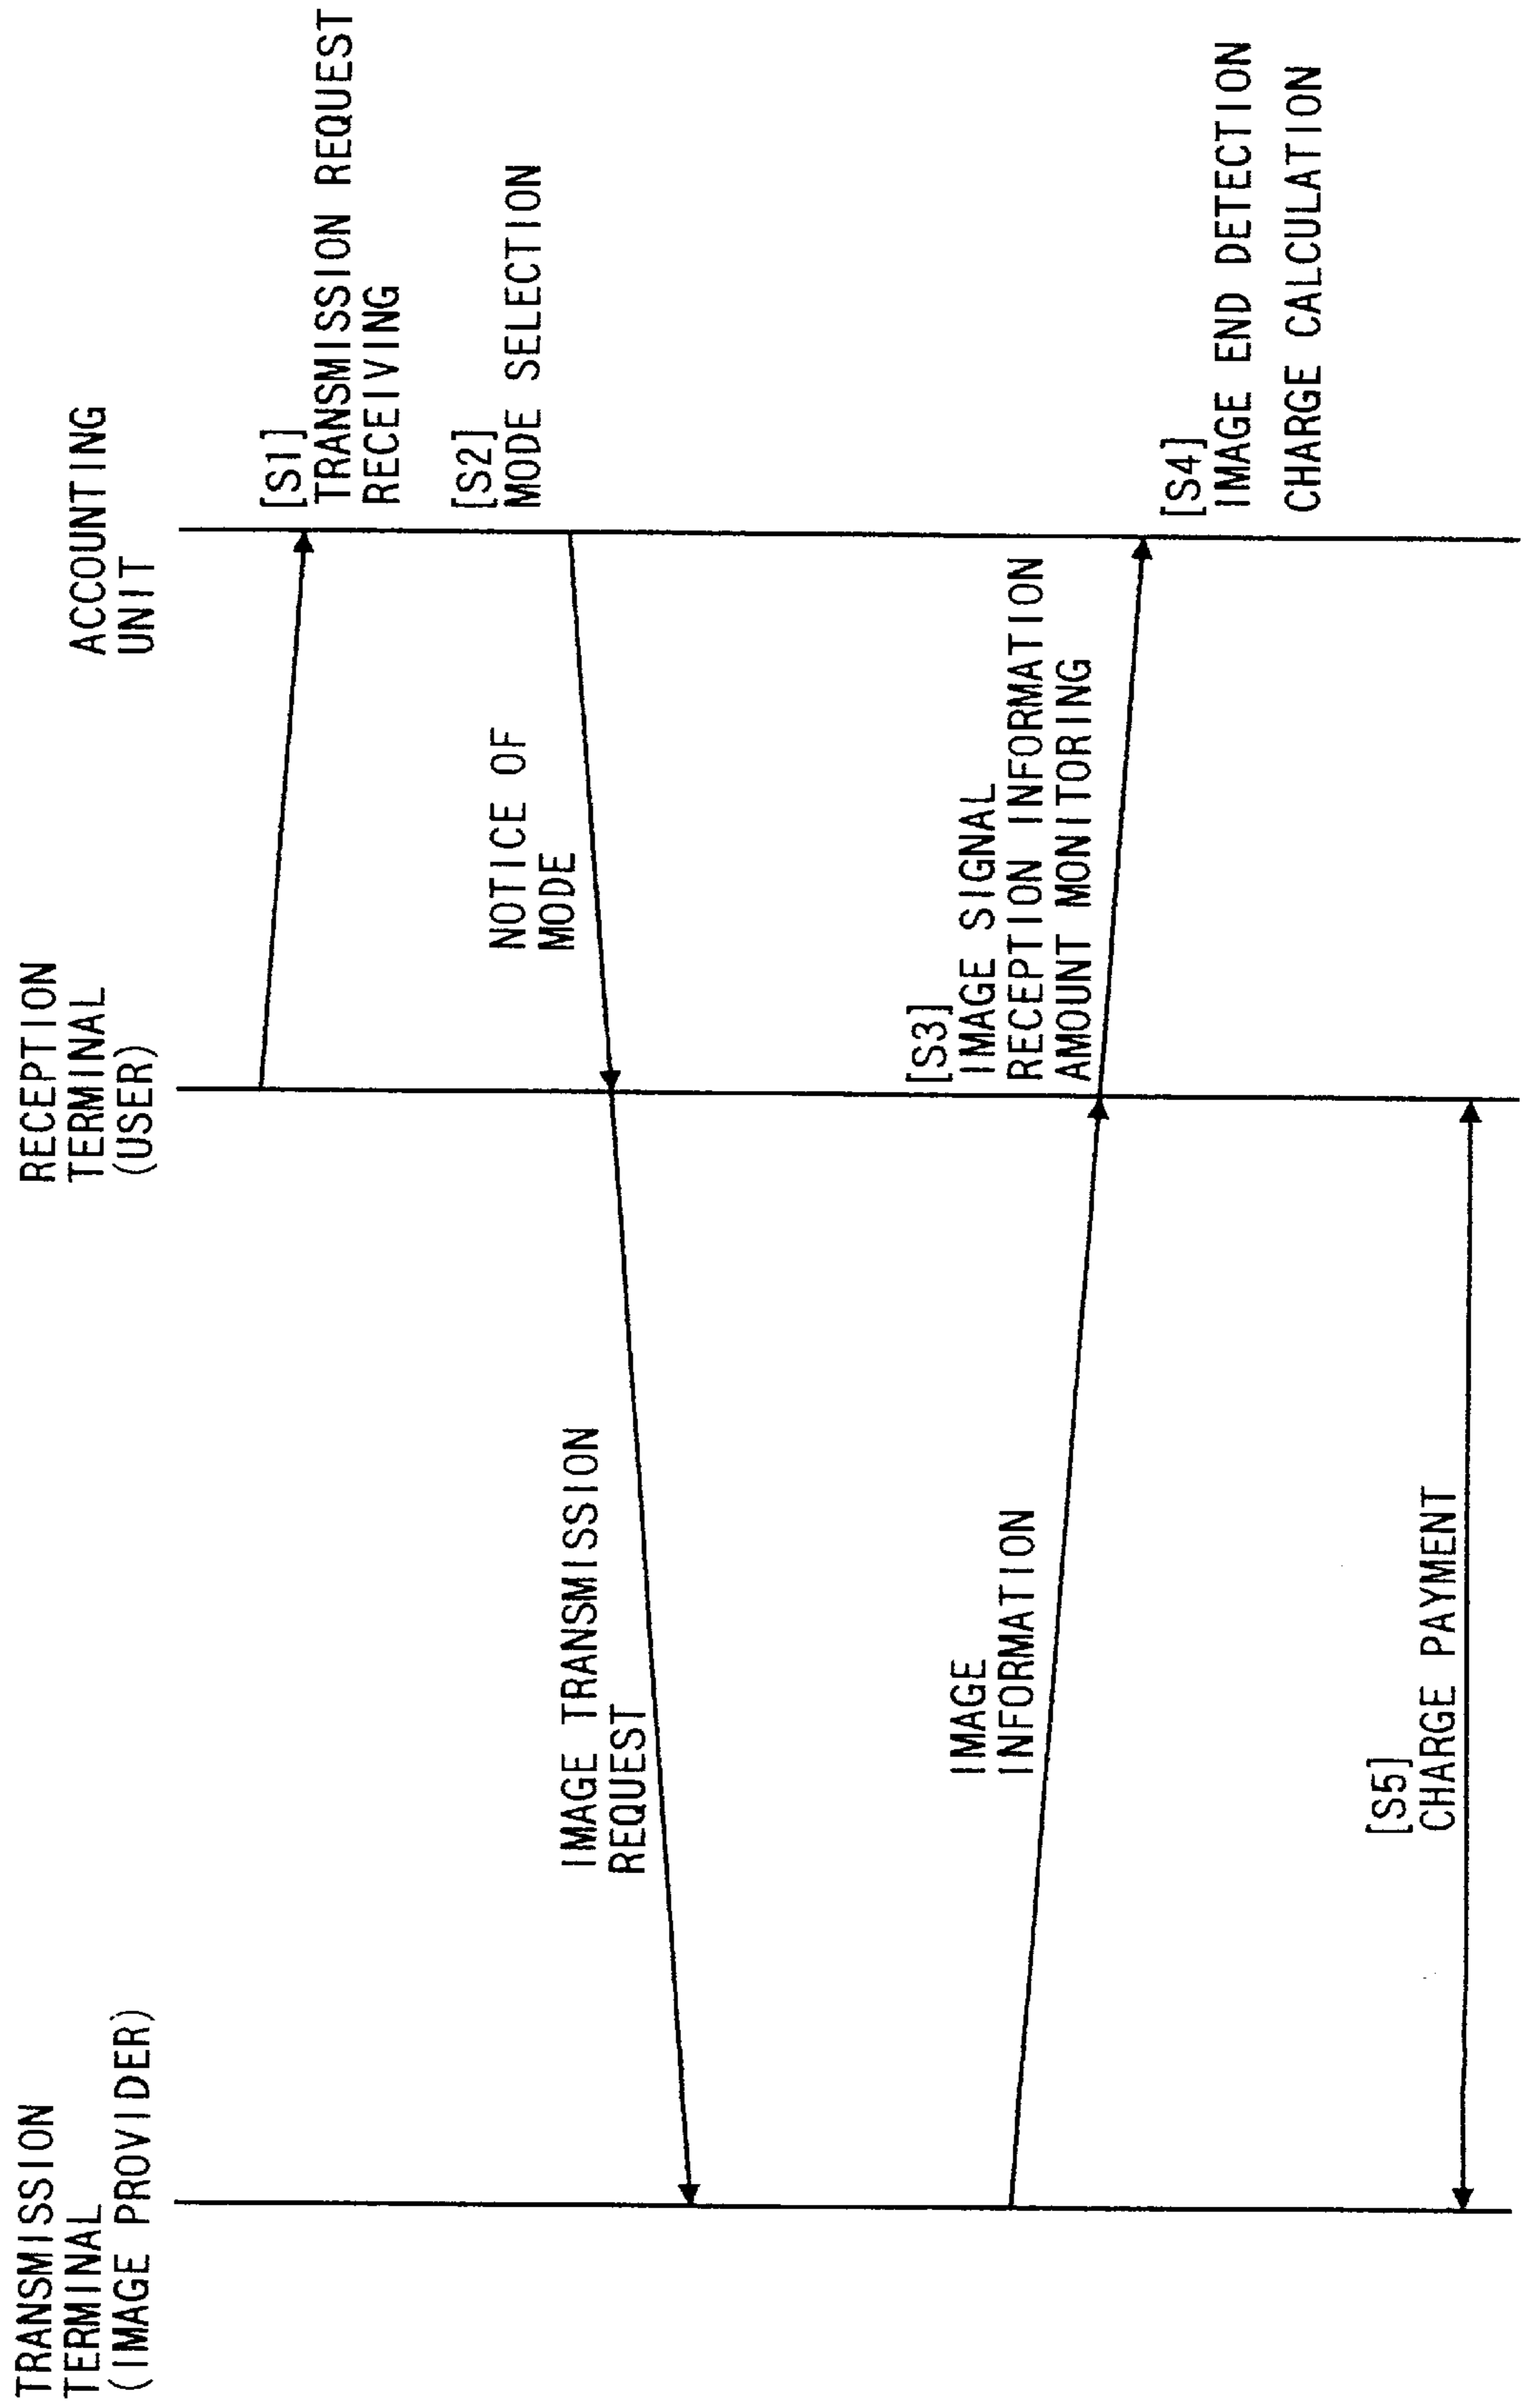 TRANSMISSION
TERMINAL
(IMAGE PROVIDER)
RECEPTION
TERMINAL
(USER)
ACCOUNTING
UNIT
[S1]
TRANSMISSION REQUEST
RECEIVING
[S2]
MODE SELECTION
NOTICE OF
MODE
IMAGE TRANSMISSION
REQUEST
[S3]
IMAGE SIGNAL
RECEPTION INFORMATION
AMOUNT MONITORING
IMAGE
INFORMATION
[S4]
IMAGE END DETECTION
CHARGE CALCULATION
[S5]
CHARGE PAYMENT